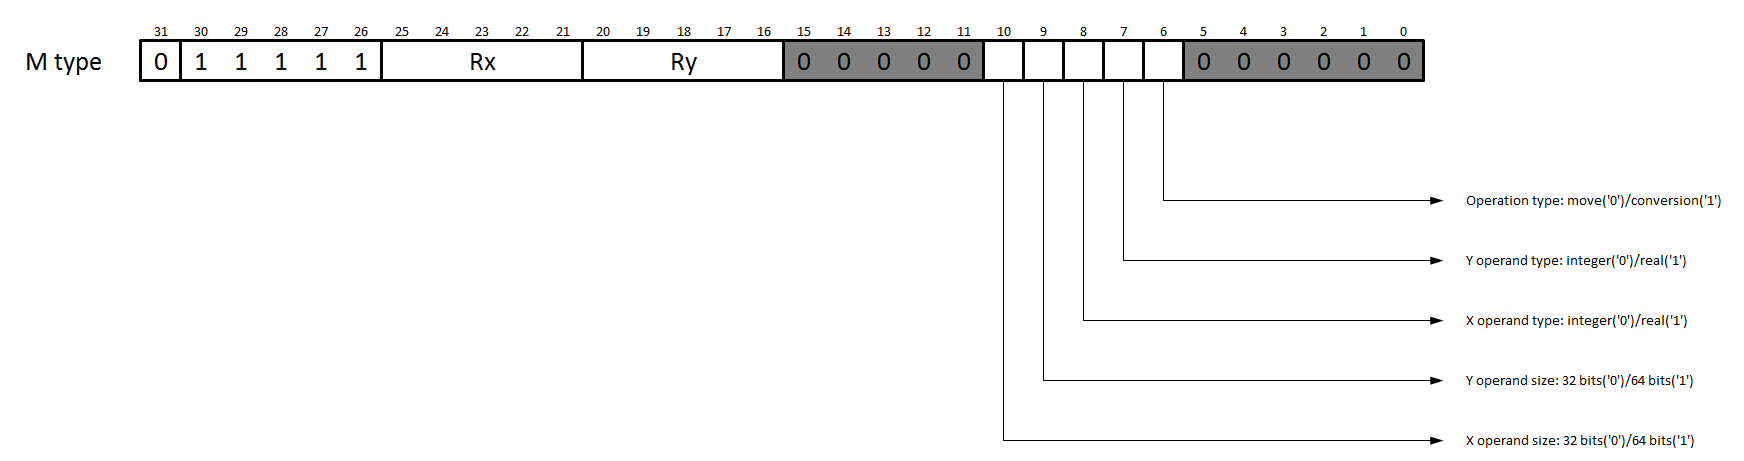 31 30 29 28 27 26 25 24 23 22 21 20 19 18 17 16 15 14 13 12 11 10 9 8 7 6 5 4 3 2 1 0
M type 0 1 1 1 1 1 Rx Ry 0 0 0 0 0 0 0 0 0 0 0
Operation type: move('0')/conversion('1')
Y operand type: integer('0')/real('1')
X operand type: integer('0')/real('1')
Y operand size: 32 bits('0')/64 bits('1')
X operand size: 32 bits('0')/64 bits('1')